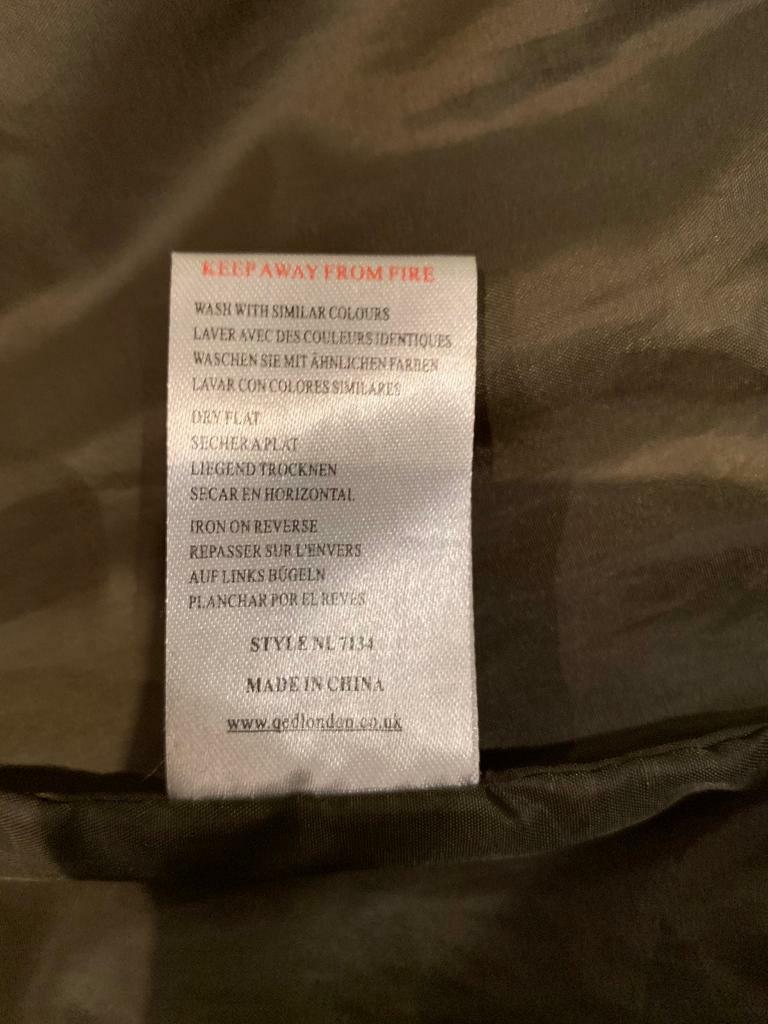 KEEP AWAY FROM FIRE
WASH WITH SIMILAR COLOURS
LAVER AVEC DES COULEURS IDENTIQUES
WASCHEN SIE MIT ÄHNLICHEN FARBEN
LAVAR CON COLORES SIMILARES
DRY FLAT
SECHER A PLAT
LIEGEND TROCKNEN
SECAR EN HORIZONTAL
IRON ON REVERSE
REPASSER SUR L'ENVERS
AUF LINKS BÜGELN
PLANCHAR POR EL REVES
STYLE NL 7134
MADE IN CHINA
www.qedlondon.co.uk